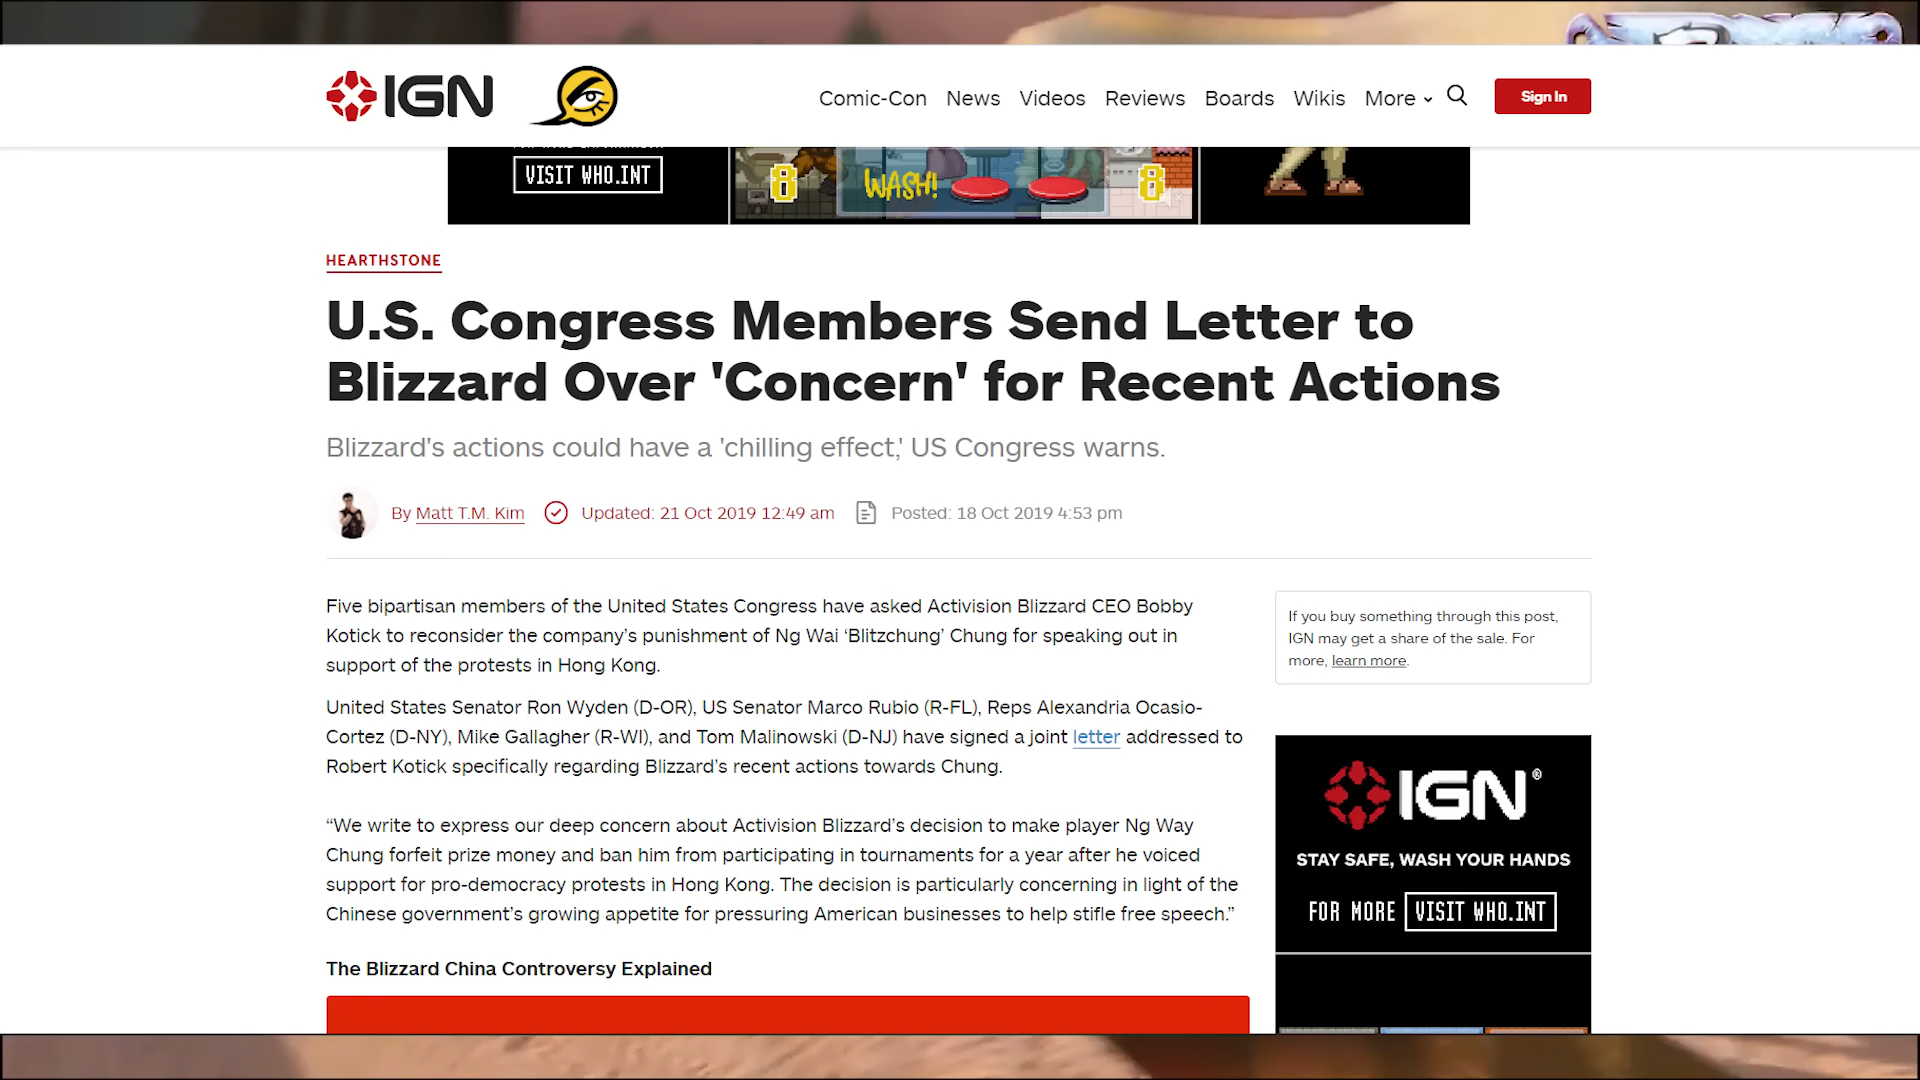 IGN
Comic-Con News Videos Reviews Boards Wikis More
Sign In
VISIT WHO.INT
8 WASH! 8
HEARTHSTONE
U.S. Congress Members Send Letter to
Blizzard Over 'Concern' for Recent Actions
Blizzard's actions could have a 'chilling effect,' US Congress warns.
By Matt T.M. Kim Updated: 21 Oct 2019 12:49 am Posted: 18 Oct 2019 4:53 pm
Five bipartisan members of the United States Congress have asked Activision Blizzard CEO Bobby
Kotick to reconsider the company’s punishment of Ng Wai ‘Blitzchung’ Chung for speaking out in
support of the protests in Hong Kong.
United States Senator Ron Wyden (D-OR), US Senator Marco Rubio (R-FL), Reps Alexandria Ocasio-
Cortez (D-NY), Mike Gallagher (R-WI), and Tom Malinowski (D-NJ) have signed a joint letter addressed to
Robert Kotick specifically regarding Blizzard’s recent actions towards Chung.
“We write to express our deep concern about Activision Blizzard’s decision to make player Ng Way
Chung forfeit prize money and ban him from participating in tournaments for a year after he voiced
support for pro-democracy protests in Hong Kong. The decision is particularly concerning in light of the
Chinese government’s growing appetite for pressuring American businesses to help stifle free speech.”
The Blizzard China Controversy Explained
If you buy something through this post,
IGN may get a share of the sale. For
more, learn more.
IGN®
STAY SAFE, WASH YOUR HANDS
FOR MORE VISIT WHO.INT